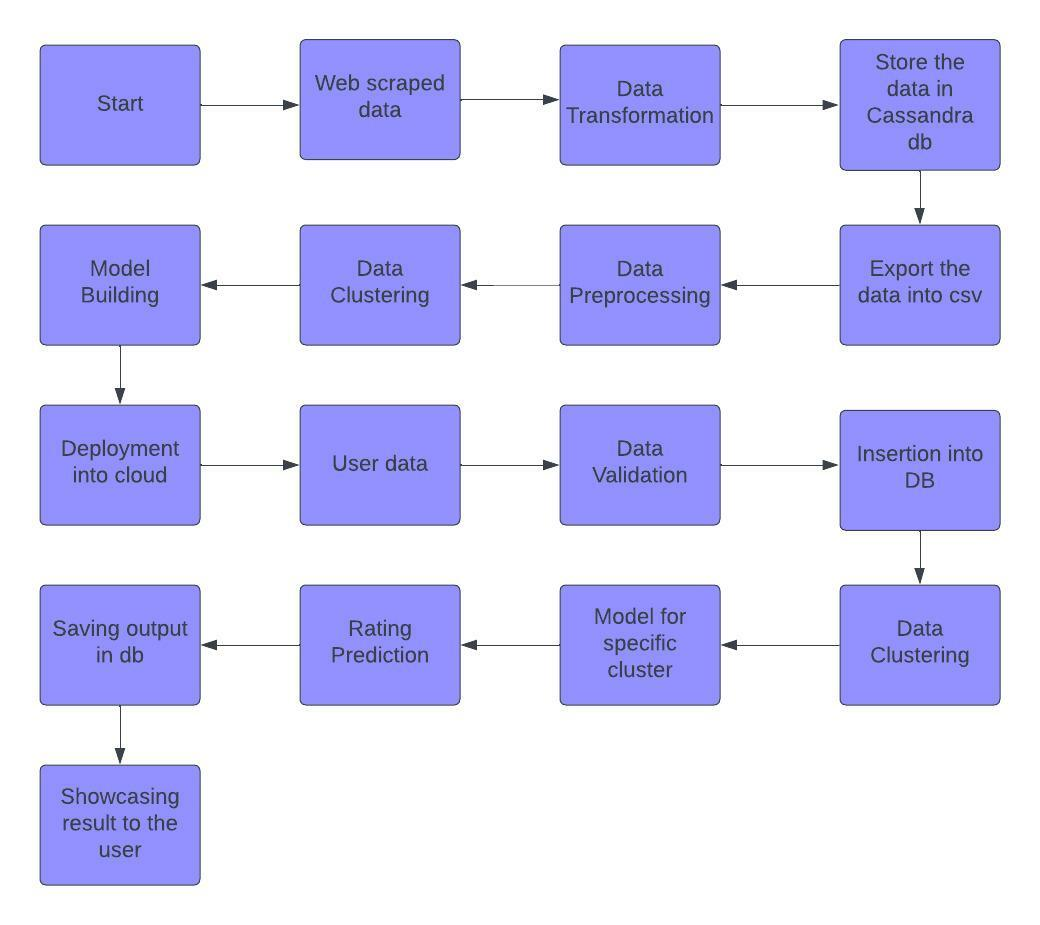 Start
Web scraped
data
Data
Transformation
Store the
data in
Cassandra
db
Export the
data into csv
Data
Preprocessing
Data
Clustering
Model
Building
Deployment
into cloud
User data
Data
Validation
Insertion into
DB
Data
Clustering
Model for
specific
cluster
Rating
Prediction
Saving output
in db
Showcasing
result to the
user